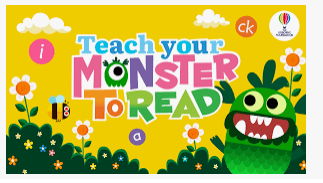 Teach your
MONSTER
TO READ
i
ck
a